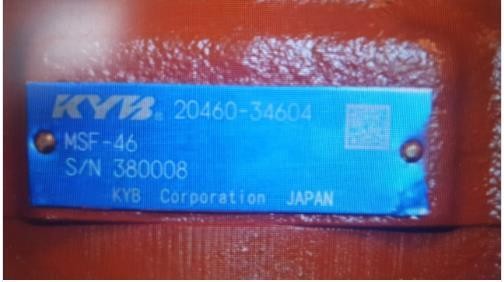 KYB® 20460-34604
MSF-46
S/N 380008
KYB Corporation JAPAN